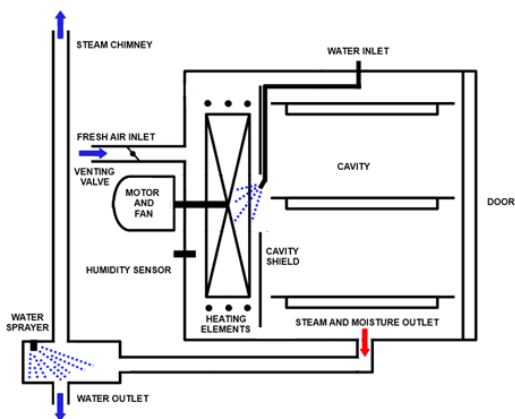 STEAM CHIMNEY
WATER INLET
FRESH AIR INLET
VENTING
VALVE
MOTOR
AND
FAN
CAVITY
DOOR
HUMIDITY SENSOR
CAVITY
SHIELD
WATER
SPRAYER
HEATING
ELEMENTS
STEAM AND MOISTURE OUTLET
WATER OUTLET